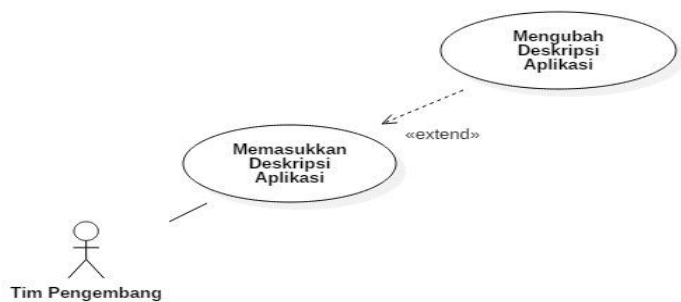 Mengubah
Deskripsi
Aplikasi
«extend»
Memasukkan
Deskripsi
Aplikasi
Tim Pengembang